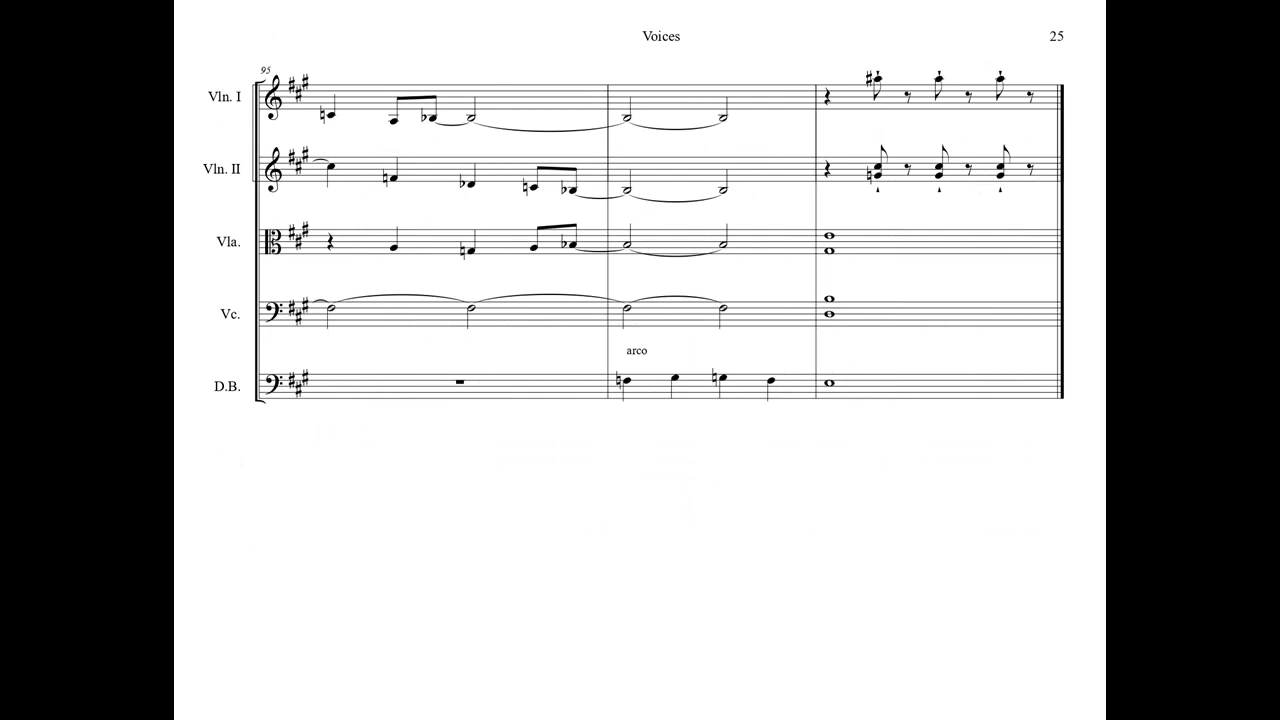 Voices
25
95
Vln. I
Vln. II
Vla.
Vc.
arco
D.B.